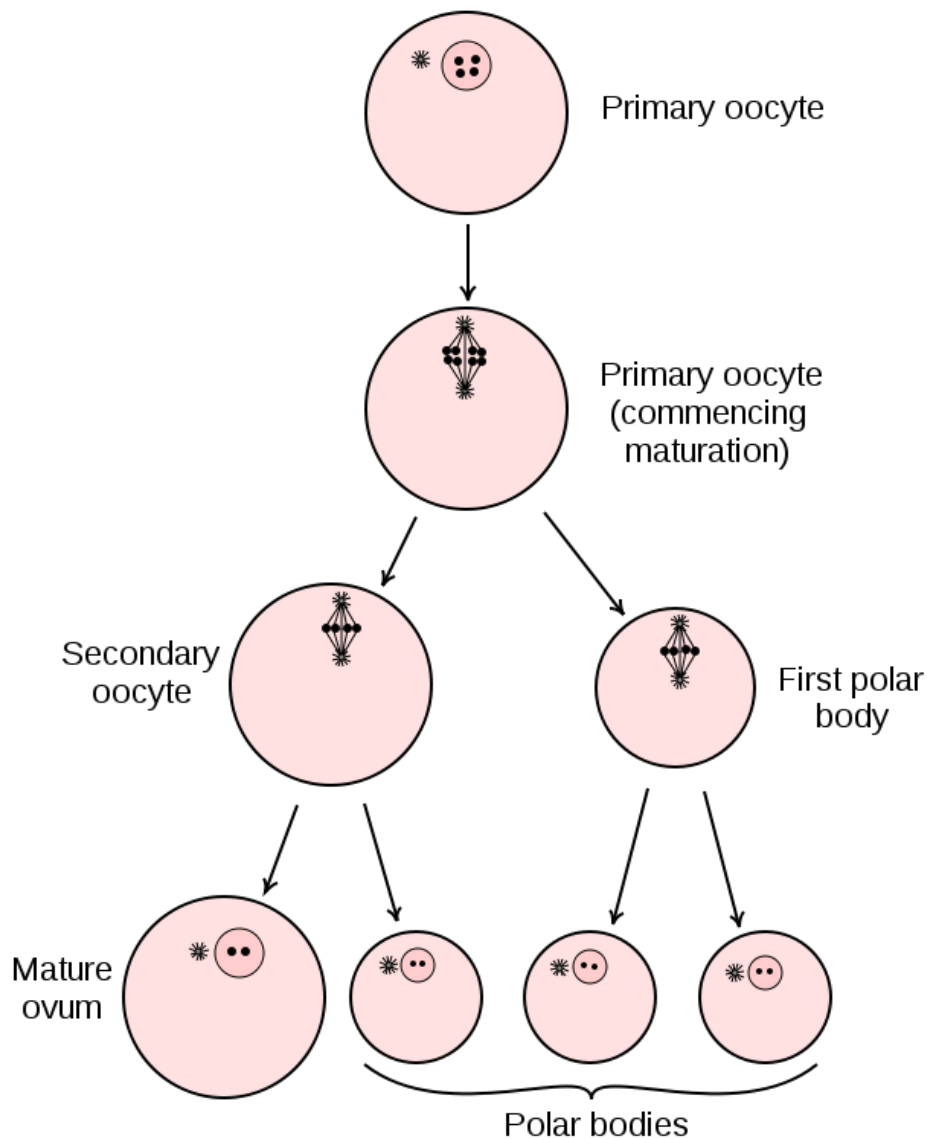 Primary oocyte
Primary oocyte
(commencing
maturation)
Secondary
oocyte
First polar
body
Mature
ovum
Polar bodies